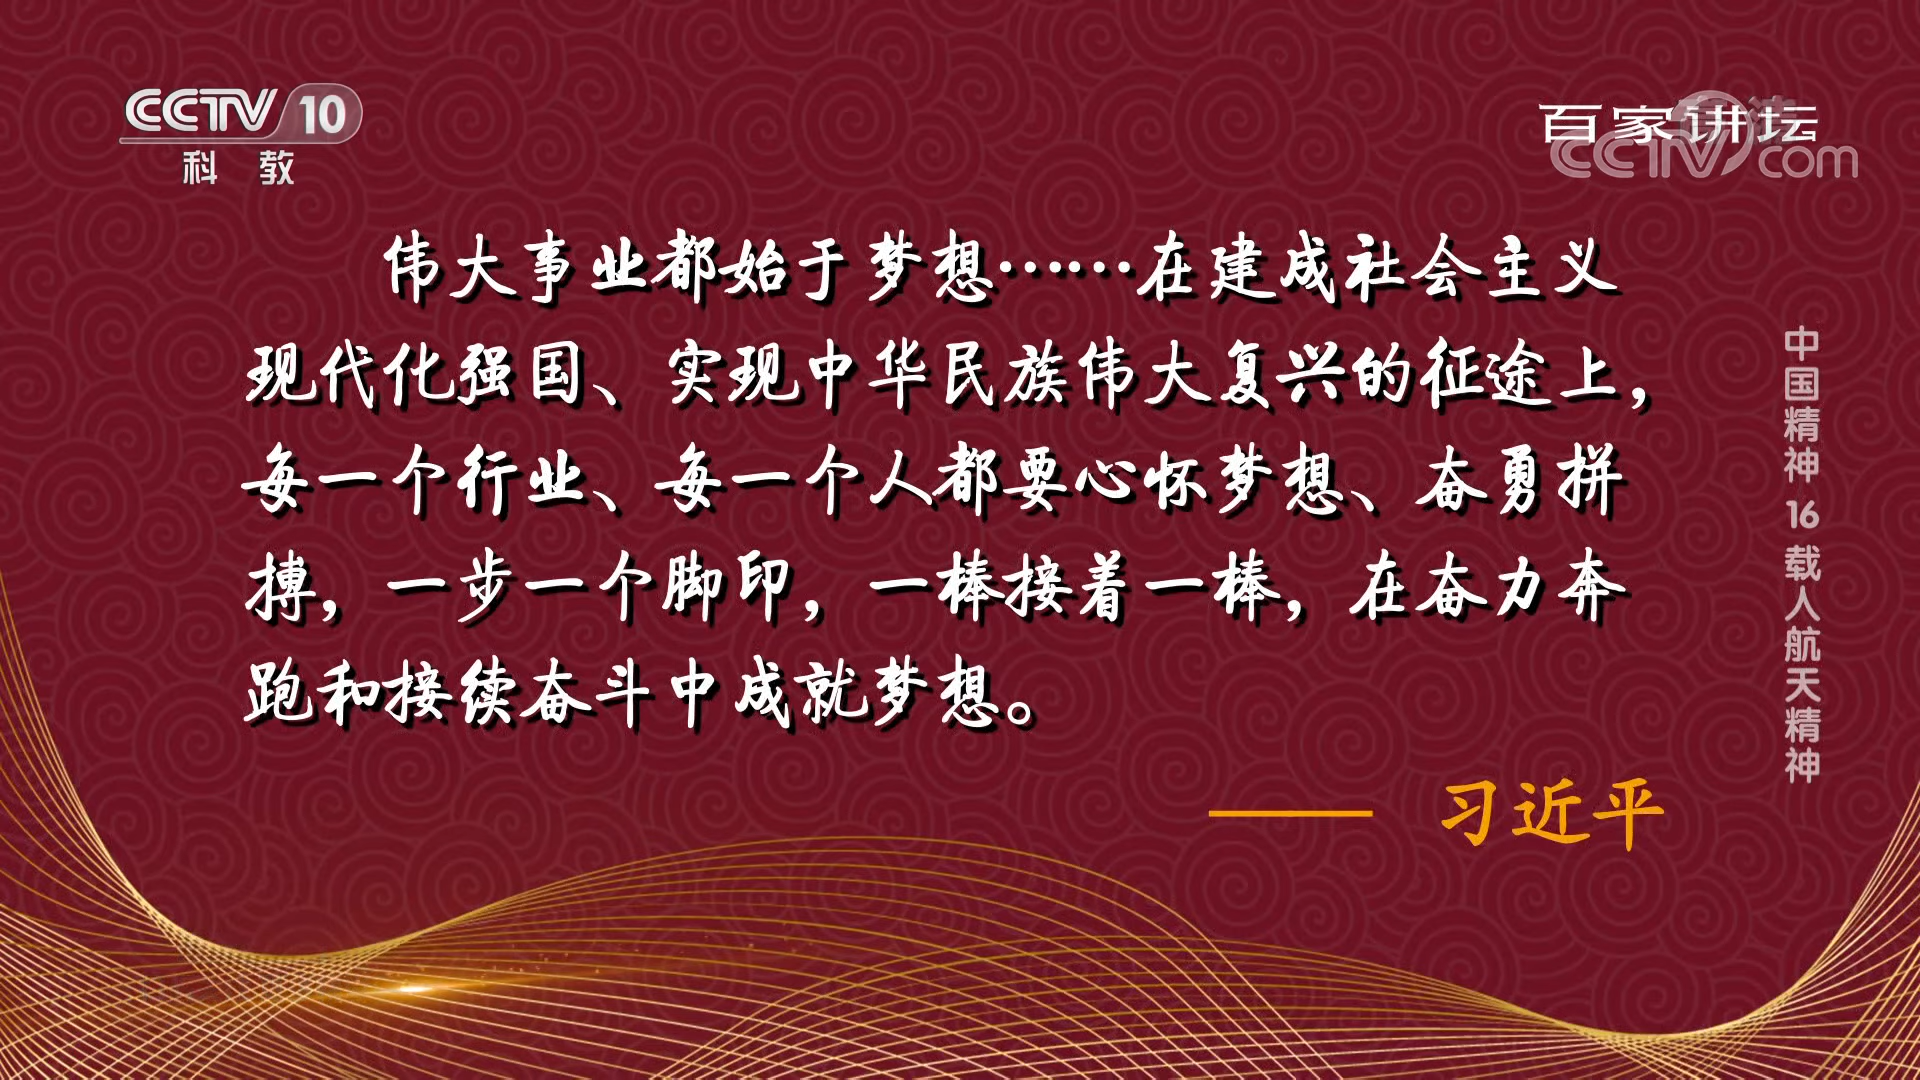 CCTV 10
科 教
百家讲坛
CCTV.com
伟大事业都始于梦想……在建成社会主义
现代化强国、实现中华民族伟大复兴的征途上，
每一个行业、每一个人都要心怀梦想、奋勇拼
搏，一步一个脚印，一棒接着一棒，在奋力奔
跑和接续奋斗中成就梦想。
—— 习近平
中国精神 16 载人航天精神